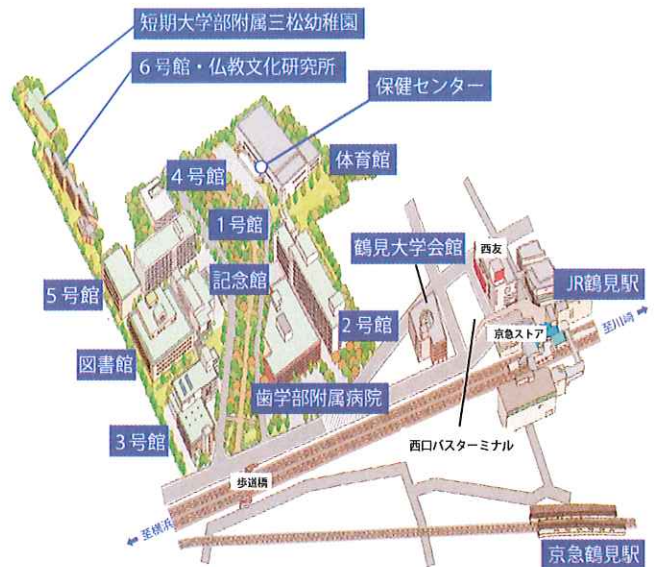 短期大学部附属三松幼稚園
6号館・仏教文化研究所
保健センター
4号館
体育館
1号館
鶴見大学会館
西友
JR鶴見駅
5号館
記念館
2号館
京急ストア
至川崎
図書館
歯学部附属病院
3号館
西口バスターミナル
歩道橋
至横浜
京急鶴見駅